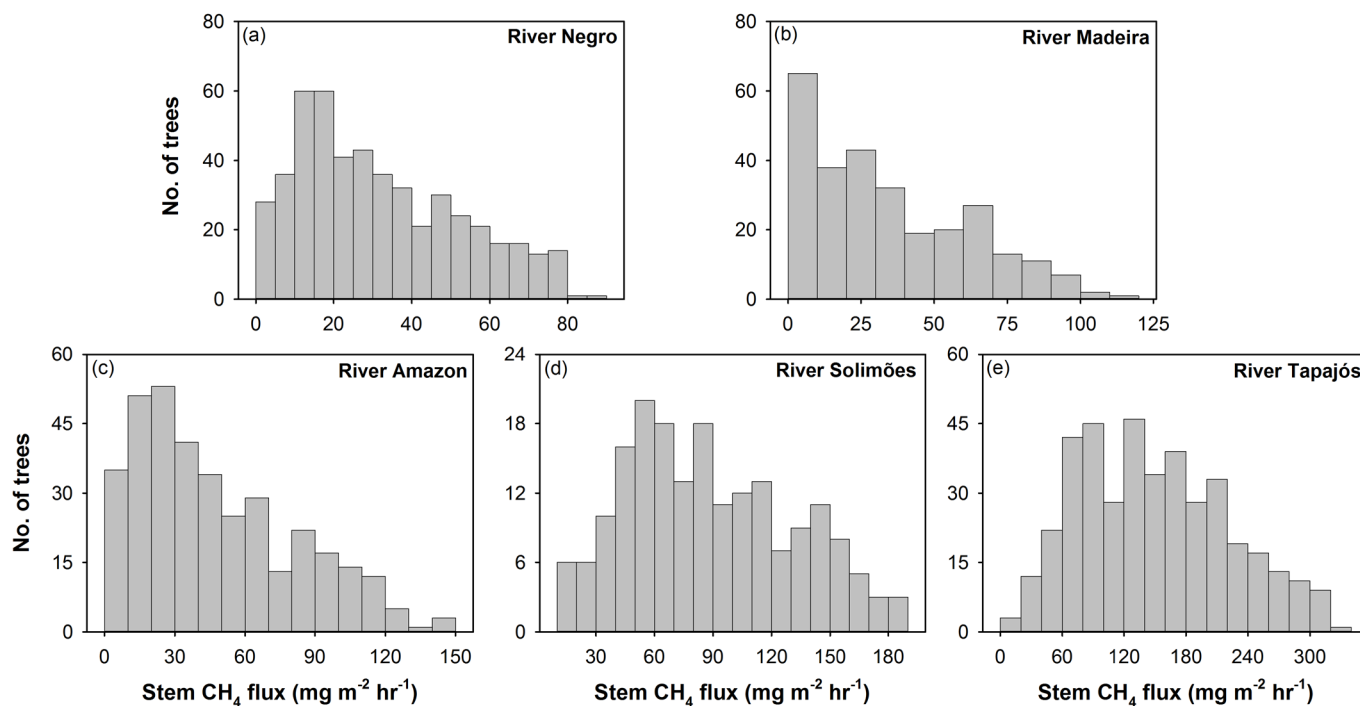 (a) River Negro
No. of trees
80
60
40
20
0
0 20 40 60 80
(b) River Madeira
80
60
40
20
0
0 25 50 75 100 125
(c) River Amazon
No. of trees
60
45
30
15
0
0 30 60 90 120 150
Stem CH₄ flux (mg m⁻² hr⁻¹)
(d) River Solimões
24
18
12
6
0
30 60 90 120 150 180
Stem CH₄ flux (mg m⁻² hr⁻¹)
(e) River Tapajós
60
45
30
15
0
0 60 120 180 240 300
Stem CH₄ flux (mg m⁻² hr⁻¹)